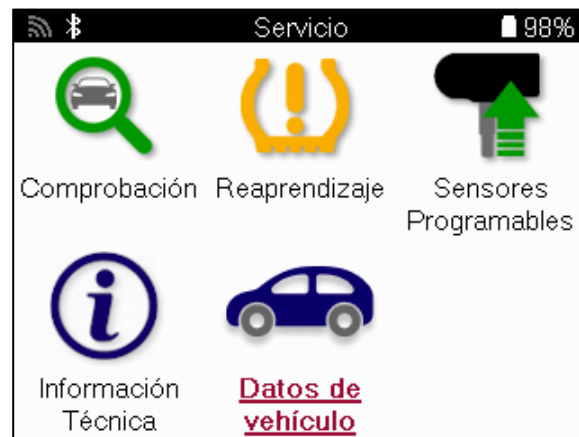 Servicio 98%
Comprobación Reaprendizaje Sensores
Programables
Información Datos de
Técnica vehículo